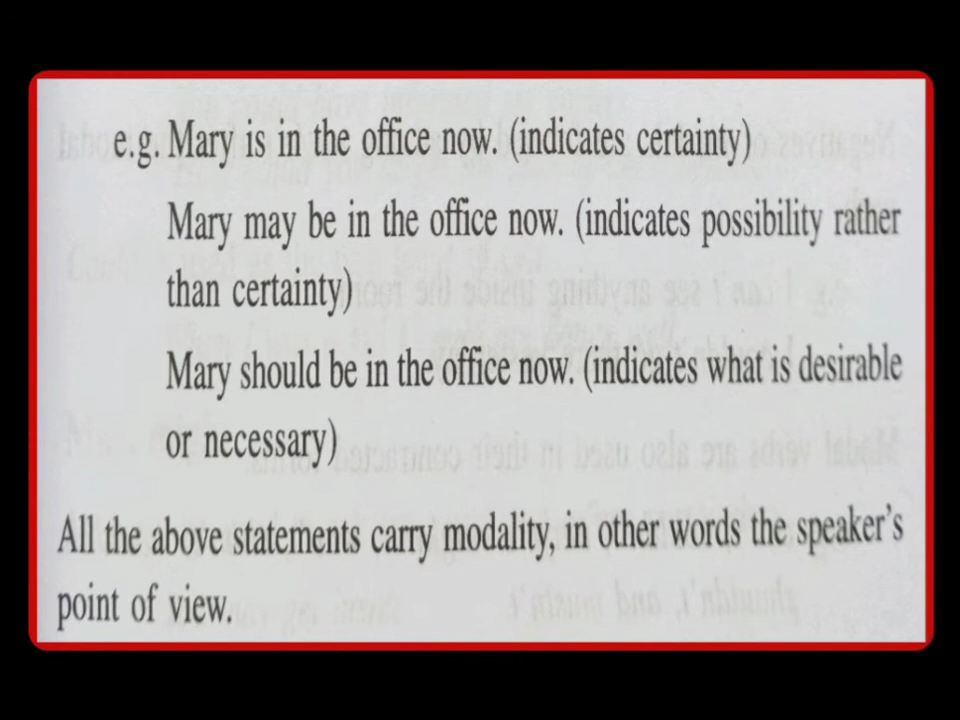 e.g. Mary is in the office now. (indicates certainty)
Mary may be in the office now. (indicates possibility rather
than certainty)
Mary should be in the office now. (indicates what is desirable
or necessary)
All the above statements carry modality, in other words the speaker's
point of view.